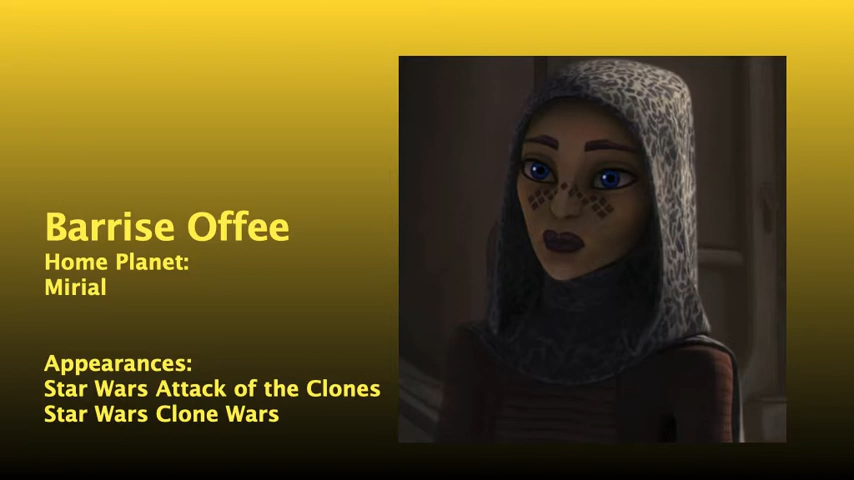 Barrise Offee
Home Planet:
Mirial
Appearances:
Star Wars Attack of the Clones
Star Wars Clone Wars